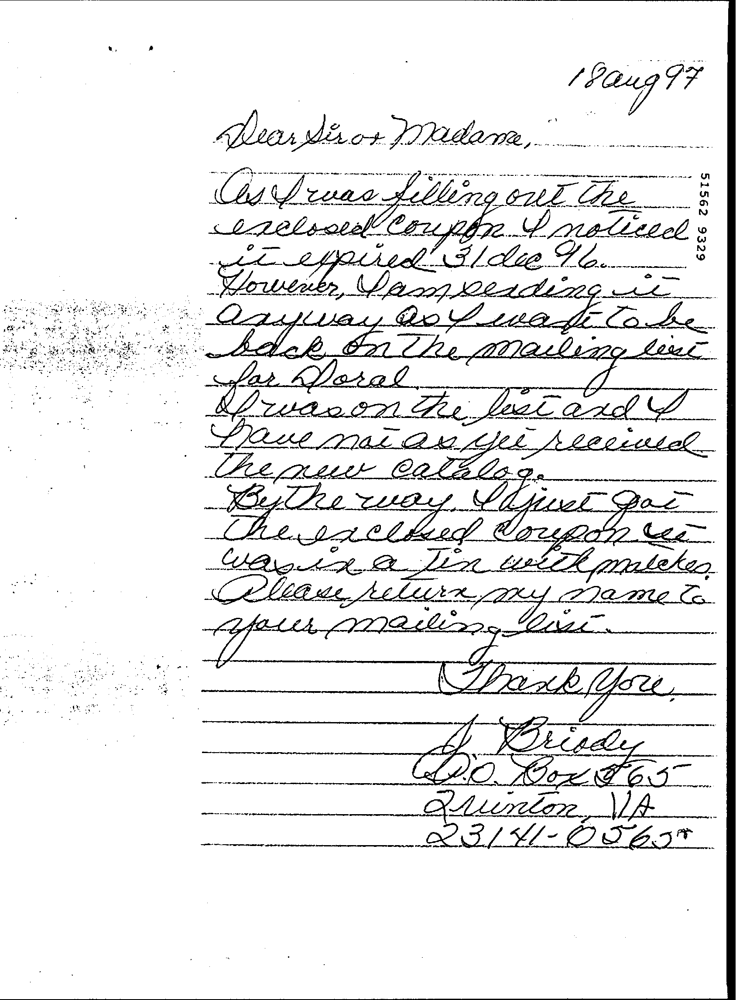 18 Aug 97
Dear Sir or Madame,
As I was filling out the
enclosed coupon I noticed
it expired 31 dec 96.
However, I am sending it
anyway as I want to be
back on the mailing list
for Doral.
I was on the list and I
have not as yet received
the new catalog.
By the way, I just got
the enclosed coupon it
was in a tin with matches.
Please return my name to
your mailing list.
Thank You,
J. Briody
P.O. Box 565
Quinton, VA
23141-0565
51562 9329